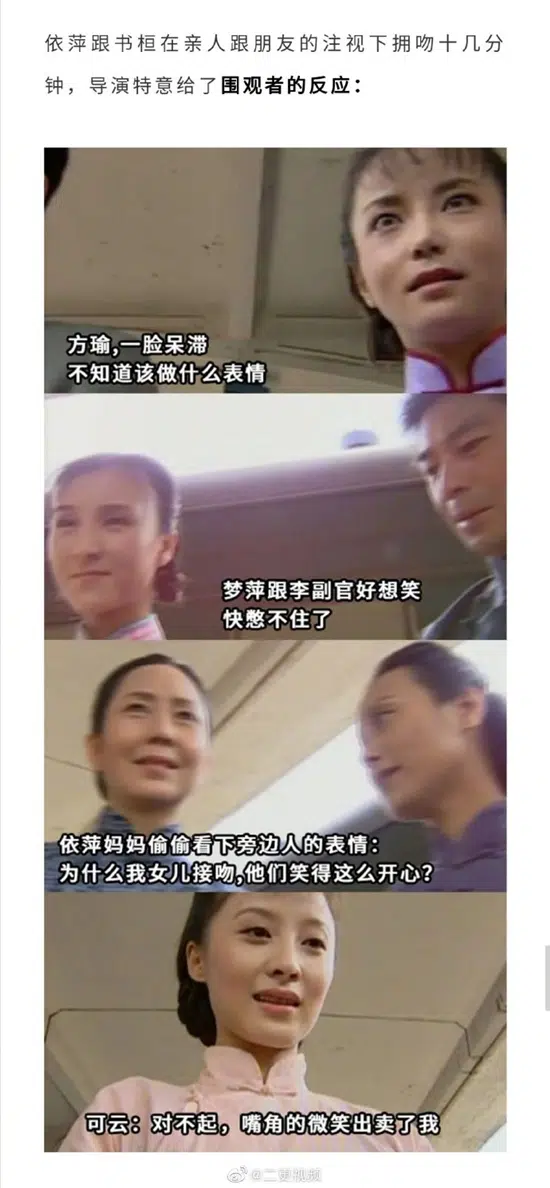 依萍跟书桓在亲人跟朋友的注视下拥吻十几分
钟，导演特意给了围观者的反应：
方瑜,一脸呆滞
不知道该做什么表情
梦萍跟李副官好想笑
快憋不住了
依萍妈妈偷偷看下旁边人的表情:
为什么我女儿接吻,他们笑得这么开心?
可云：对不起，嘴角的微笑出卖了我
@二更视频